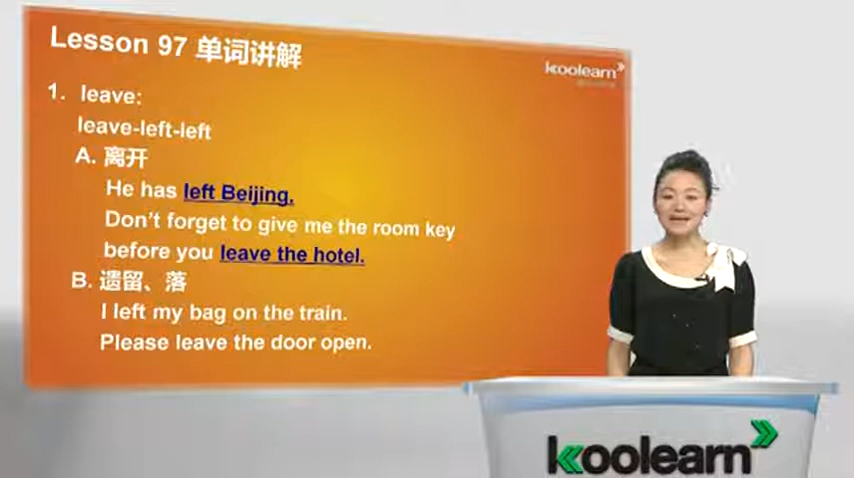 Lesson 97 单词讲解
koolearn
1. leave:
leave-left-left
A. 离开
He has left Beijing.
Don't forget to give me the room key
before you leave the hotel.
B. 遗留、落
I left my bag on the train.
Please leave the door open.
koolearn